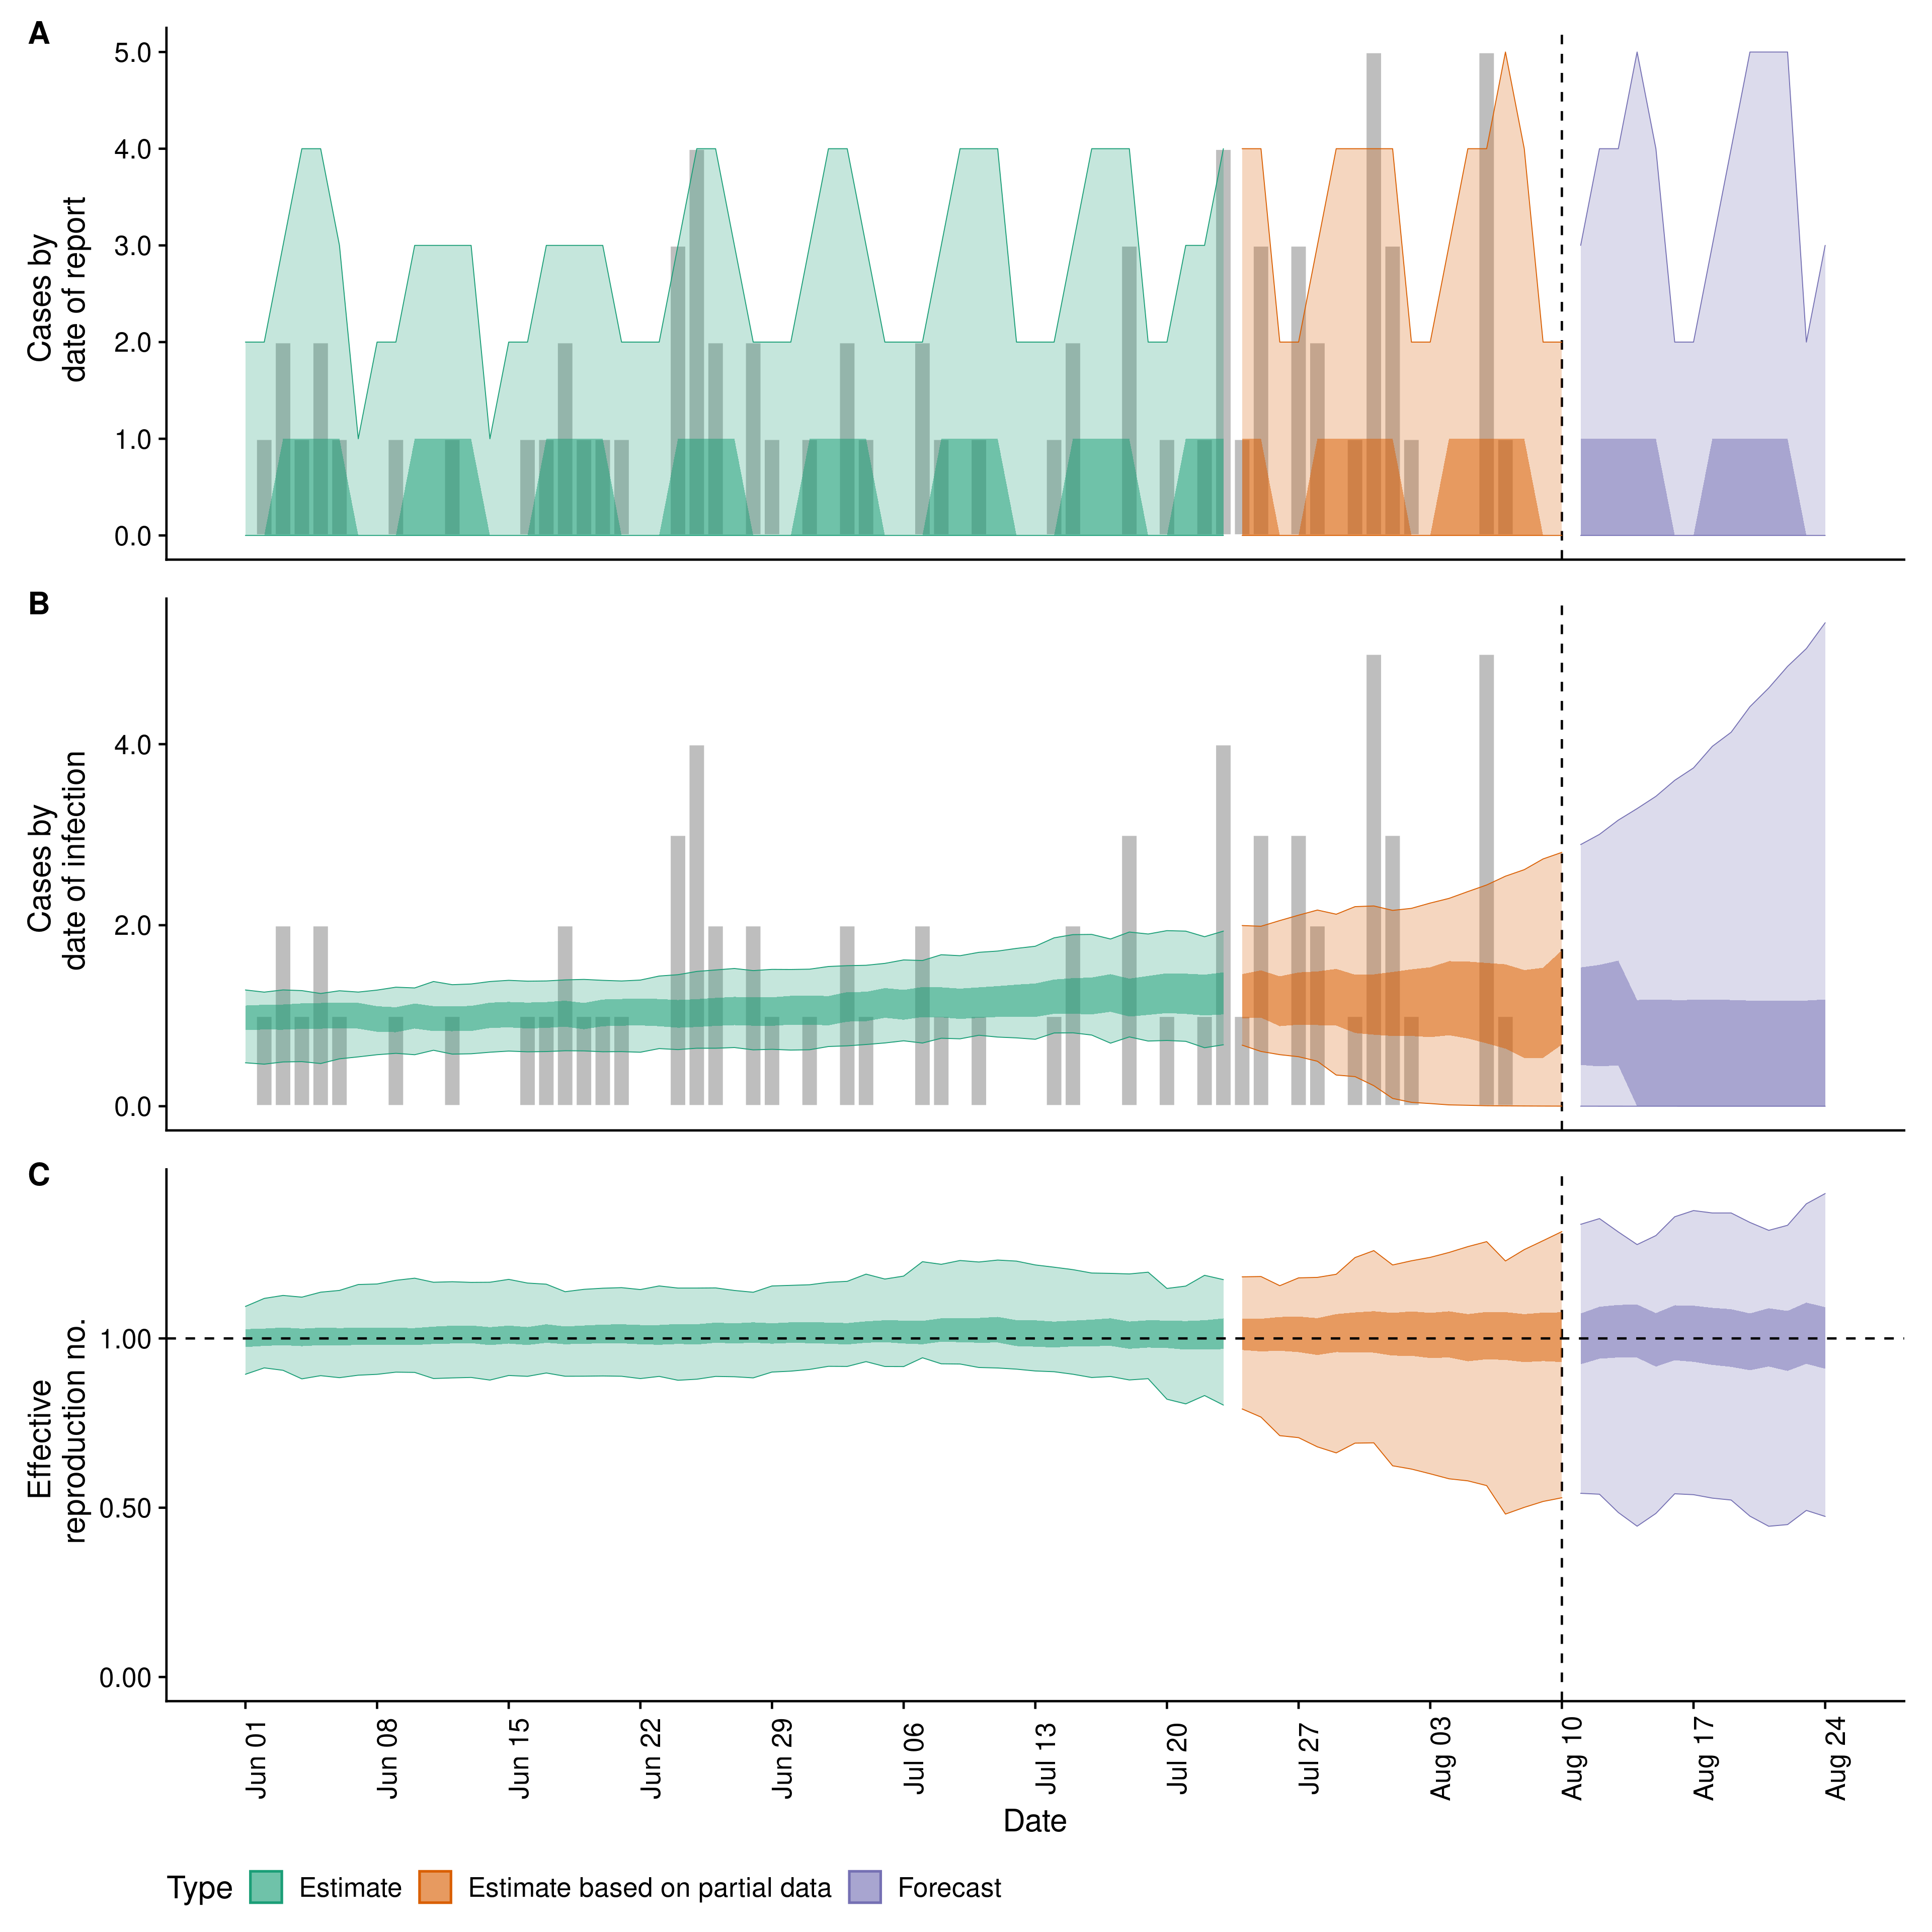 A
5.0
4.0
3.0
2.0
1.0
0.0
Cases by
date of report
B
4.0
2.0
0.0
Cases by
date of infection
C
1.00
0.50
0.00
Effective
reproduction no.
Jun 01
Jun 08
Jun 15
Jun 22
Jun 29
Jul 06
Jul 13
Jul 20
Jul 27
Aug 03
Aug 10
Aug 17
Aug 24
Date
Type Estimate Estimate based on partial data Forecast